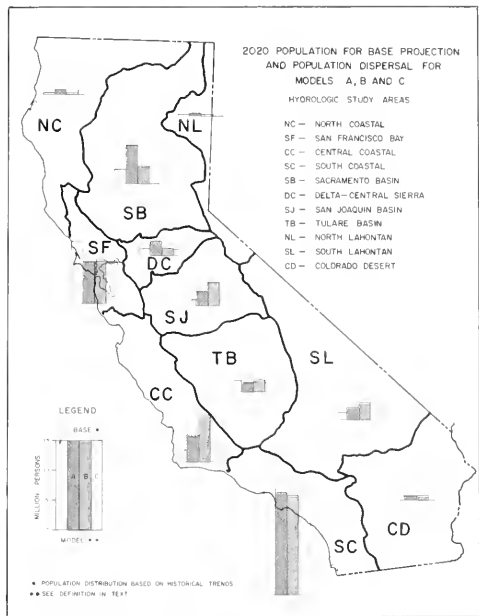 2020 POPULATION FOR BASE PROJECTION
AND POPULATION DISPERSAL FOR
MODELS A, B AND C
HYDROLOGIC STUDY AREAS
NC — NORTH COASTAL
SF — SAN FRANCISCO BAY
CC — CENTRAL COASTAL
SC — SOUTH COASTAL
SB — SACRAMENTO BASIN
DC — DELTA-CENTRAL SIERRA
SJ — SAN JOAQUIN BASIN
TB — TULARE BASIN
NL — NORTH LAHONTAN
SL — SOUTH LAHONTAN
CD — COLORADO DESERT
NC
NL
SB
SF
DC
SJ
TB
SL
CC
SC
CD
LEGEND
BASE *
MILLION PERSONS
A B C
MODEL * *
* POPULATION DISTRIBUTION BASED ON HISTORICAL TRENDS
* * SEE DEFINITION IN TEXT